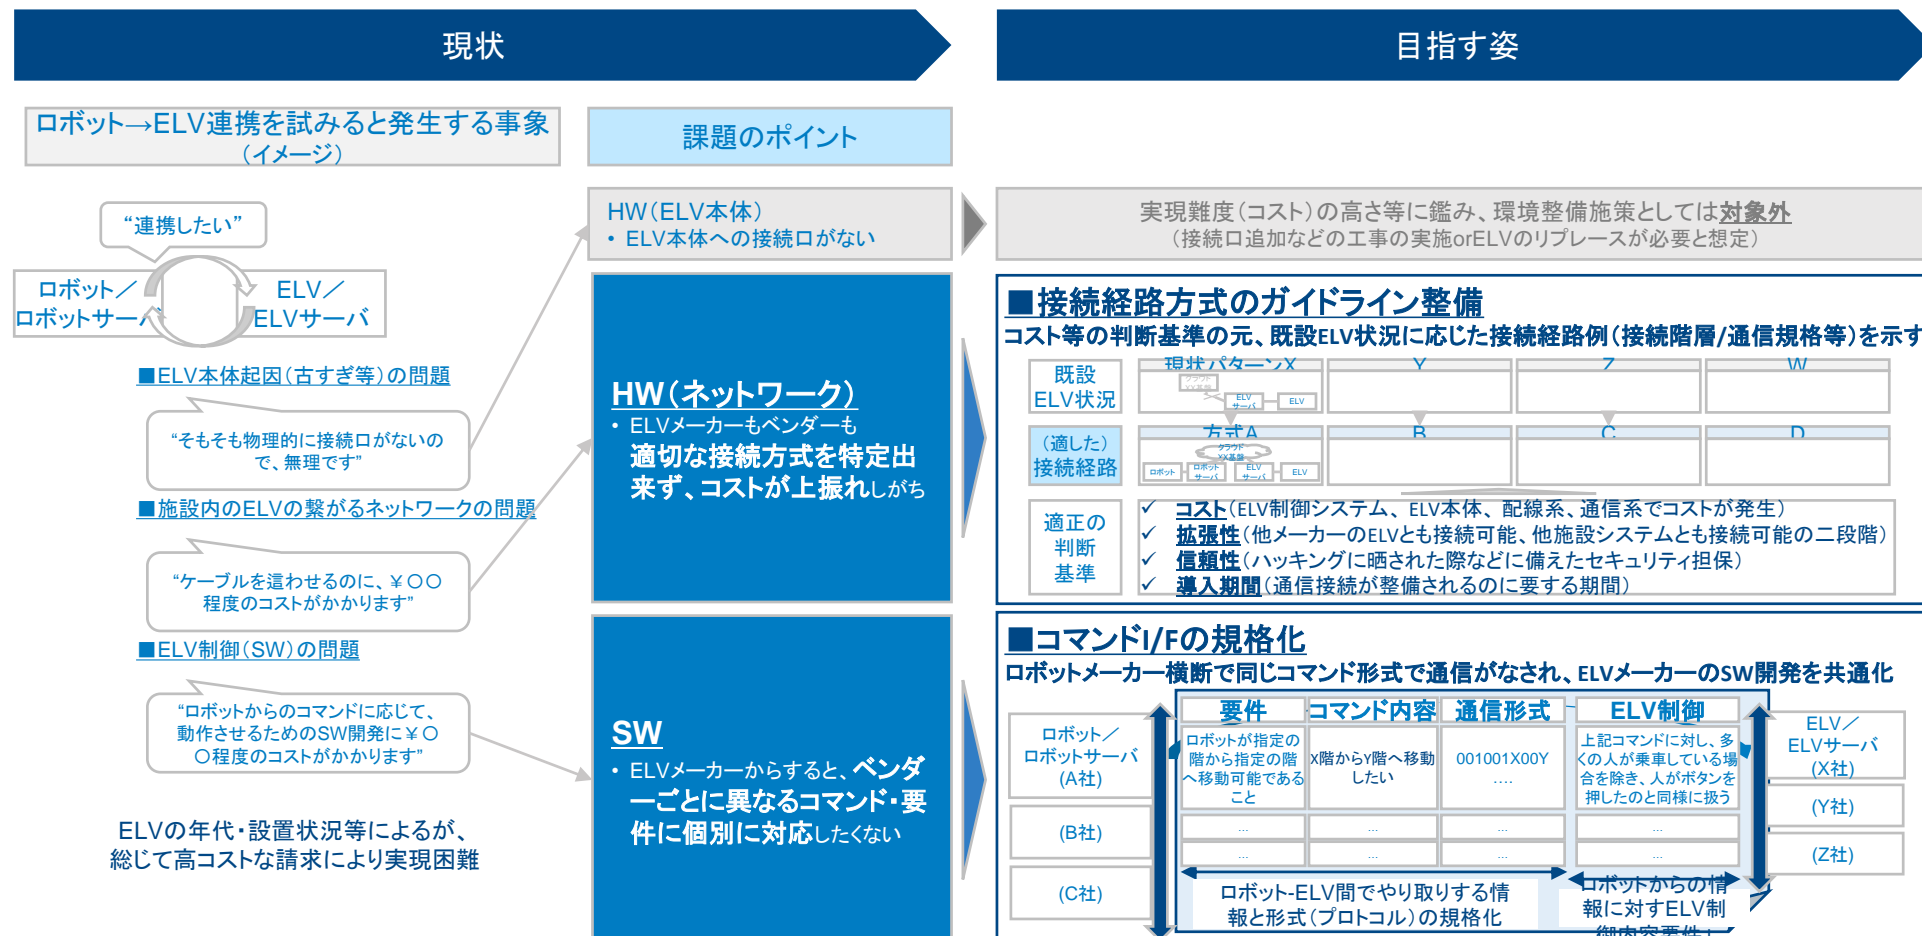 現状
目指す姿
ロボット→ELV連携を試みると発生する事象
（イメージ）
課題のポイント
“連携したい”
ロボット／
ロボットサーバ
ELV／
ELVサーバ
■ELV本体起因（古すぎ等）の問題
“そもそも物理的に接続口がないの
で、無理です”
■施設内のELVの繋がるネットワークの問題
“ケーブルを這わせるのに、￥〇〇
程度のコストがかかります”
■ELV制御（SW）の問題
“ロボットからのコマンドに応じて、
動作させるためのSW開発に￥〇
〇程度のコストがかかります”
ELVの年代・設置状況等によるが、
総じて高コストな請求により実現困難
HW（ELV本体）
• ELV本体への接続口がない
HW（ネットワーク）
• ELVメーカーもベンダーも
適切な接続方式を特定出
来ず、コストが上振れしがち
SW
• ELVメーカーからすると、ベンダ
ーごとに異なるコマンド・要
件に個別に対応したくない
実現難度（コスト）の高さ等に鑑み、環境整備施策としては対象外
（接続口追加などの工事の実施orELVのリプレースが必要と想定）
■接続経路方式のガイドライン整備
コスト等の判断基準の元、既設ELV状況に応じた接続経路例（接続階層/通信規格等）を示す
既設
ELV状況
現状パターンX
Y
Z
W
クラウド
YX基盤
ELV
サーバ
ELV
（適した）
接続経路
方式A
B
C
D
クラウド
YX基盤
ロボット
ロボット
サーバ
ELV
サーバ
ELV
適正の
判断
基準
✓ コスト（ELV制御システム、ELV本体、配線系、通信系でコストが発生）
✓ 拡張性（他メーカーのELVとも接続可能、他施設システムとも接続可能の二段階）
✓ 信頼性（ハッキングに晒された際などに備えたセキュリティ担保）
✓ 導入期間（通信接続が整備されるのに要する期間）
■コマンドI/Fの規格化
ロボットメーカー横断で同じコマンド形式で通信がなされ、ELVメーカーのSW開発を共通化
ロボット／
ロボットサーバ
(A社)
(B社)
(C社)
要件
コマンド内容
通信形式
ELV制御
ロボットが指定の
階から指定の階
へ移動可能である
こと
X階からY階へ移動
したい
001001X00Y
….
上記コマンドに対し、多
くの人が乗車している場
合を除き、人がボタンを
押したのと同様に扱う
… … … …
… … … …
ELV／
ELVサーバ
(X社)
(Y社)
(Z社)
ロボット-ELV間でやり取りする情
報と形式（プロトコル）の規格化
ロボットからの情
報に対すELV制
御内容要件